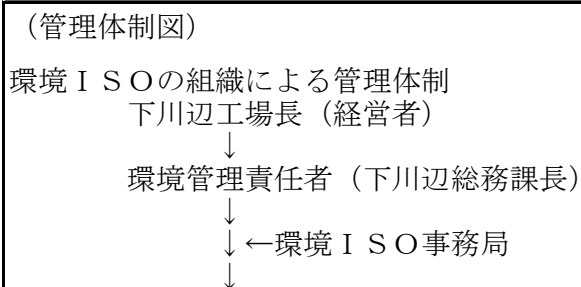 （管理体制図）
環境ＩＳＯの組織による管理体制
下川辺工場長（経営者）
↓
環境管理責任者（下川辺総務課長）
↓
↓←環境ＩＳＯ事務局
↓